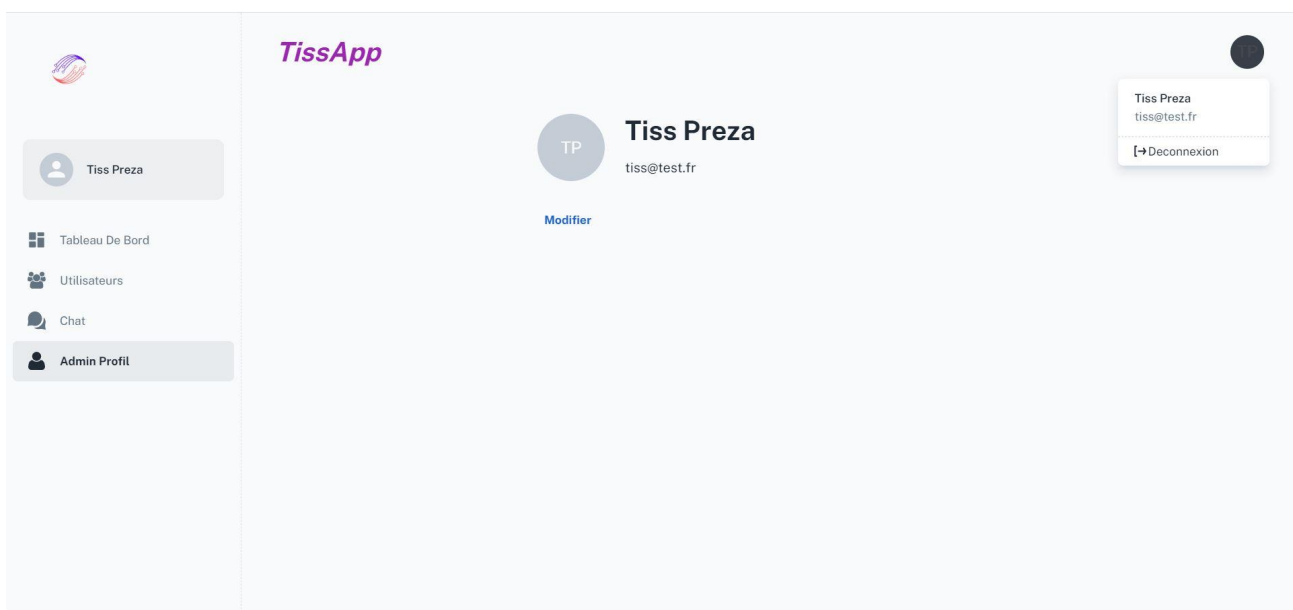 TissApp
TP
Tiss Preza
tiss@test.fr
Deconnexion
TP
Tiss Preza
tiss@test.fr
Modifier
Tiss Preza
Tableau De Bord
Utilisateurs
Chat
Admin Profil